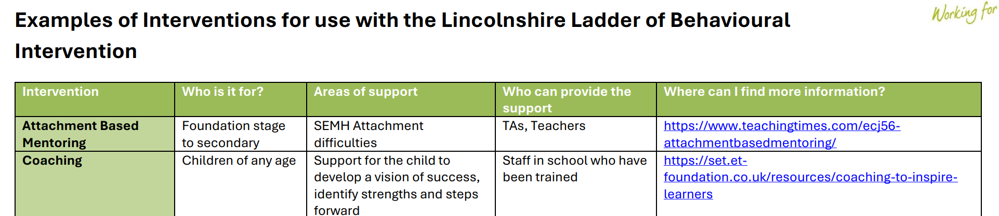 Working for
Examples of Interventions for use with the Lincolnshire Ladder of Behavioural
Intervention
Intervention
Who is it for?
Areas of support
Who can provide the
support
Where can I find more information?
Attachment Based
Mentoring
Foundation stage
to secondary
SEMH Attachment
difficulties
TAs, Teachers
https://www.teachingtimes.com/ecj56-
attachmentbasedmentoring/
Coaching
Children of any age
Support for the child to
develop a vision of success,
identify strengths and steps
forward
Staff in school who have
been trained
https://set.et-
foundation.co.uk/resources/coaching-to-inspire-
learners